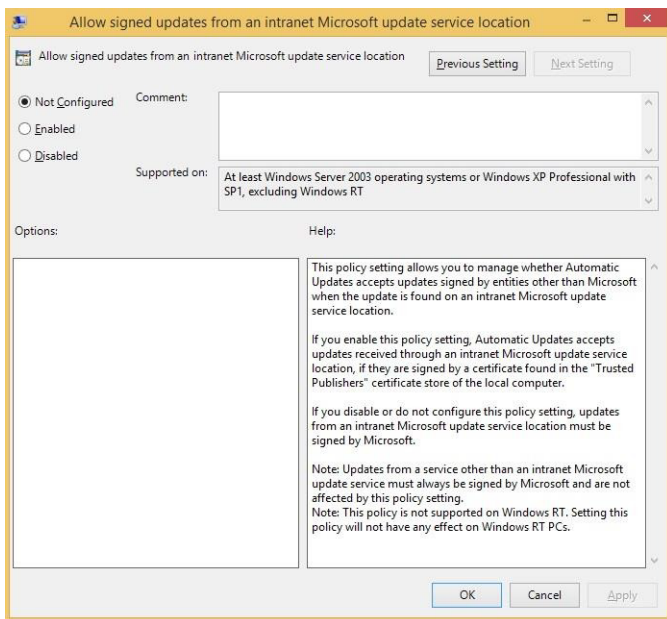 Allow signed updates from an intranet Microsoft update service location
Allow signed updates from an intranet Microsoft update service location
Previous Setting
Next Setting
Not Configured
Enabled
Disabled
Comment:
Supported on:
At least Windows Server 2003 operating systems or Windows XP Professional with
SP1, excluding Windows RT
Options:
Help:
This policy setting allows you to manage whether Automatic
Updates accepts updates signed by entities other than Microsoft
when the update is found on an intranet Microsoft update
service location.
If you enable this policy setting, Automatic Updates accepts
updates received through an intranet Microsoft update service
location, if they are signed by a certificate found in the "Trusted
Publishers" certificate store of the local computer.
If you disable or do not configure this policy setting, updates
from an intranet Microsoft update service location must be
signed by Microsoft.
Note: Updates from a service other than an intranet Microsoft
update service must always be signed by Microsoft and are not
affected by this policy setting.
Note: This policy is not supported on Windows RT. Setting this
policy will not have any effect on Windows RT PCs.
OK
Cancel
Apply